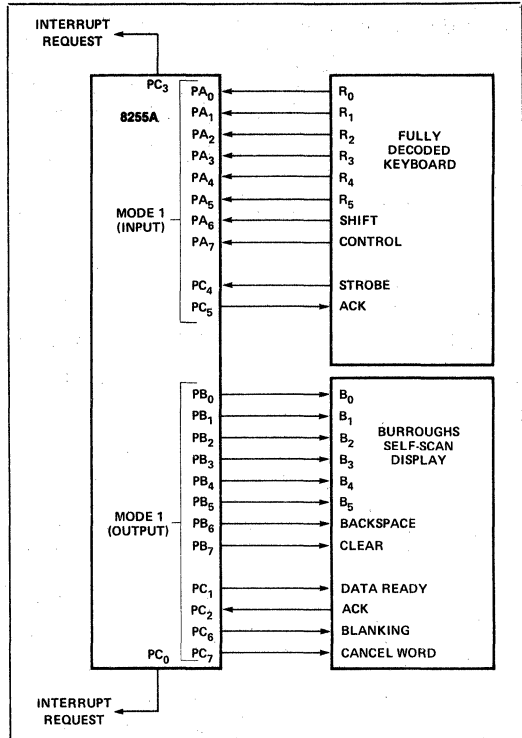 INTERRUPT
REQUEST
PC3
8255A
MODE 1
(INPUT)
PA0
PA1
PA2
PA3
PA4
PA5
PA6
PA7
PC4
PC5
R0
R1
R2
R3
R4
R5
SHIFT
CONTROL
STROBE
ACK
FULLY
DECODED
KEYBOARD
MODE 1
(OUTPUT)
PB0
PB1
PB2
PB3
PB4
PB5
PB6
PB7
PC1
PC2
PC6
PC7
B0
B1
B2
B3
B4
B5
BACKSPACE
CLEAR
DATA READY
ACK
BLANKING
CANCEL WORD
BURROUGHS
SELF-SCAN
DISPLAY
PC0
INTERRUPT
REQUEST